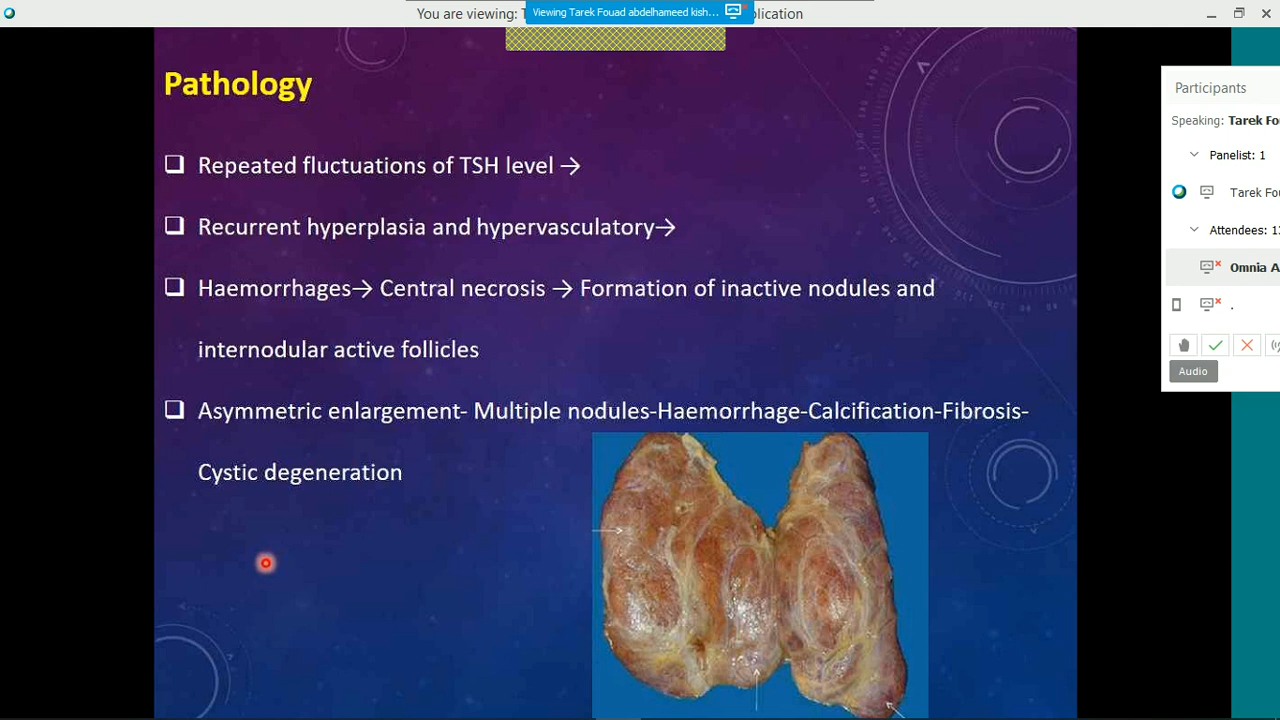 You are viewing: T
Viewing Tarek Fouad abdelhameed kish...
plication
Pathology
❑ Repeated fluctuations of TSH level →
❑ Recurrent hyperplasia and hypervasculatory→
❑ Haemorrhages→ Central necrosis → Formation of inactive nodules and
internodular active follicles
❑ Asymmetric enlargement- Multiple nodules-Haemorrhage-Calcification-Fibrosis-
Cystic degeneration
Participants
Speaking: Tarek Fo
Panelist: 1
Tarek Fo
Attendees: 1
Omnia A
.
Audio